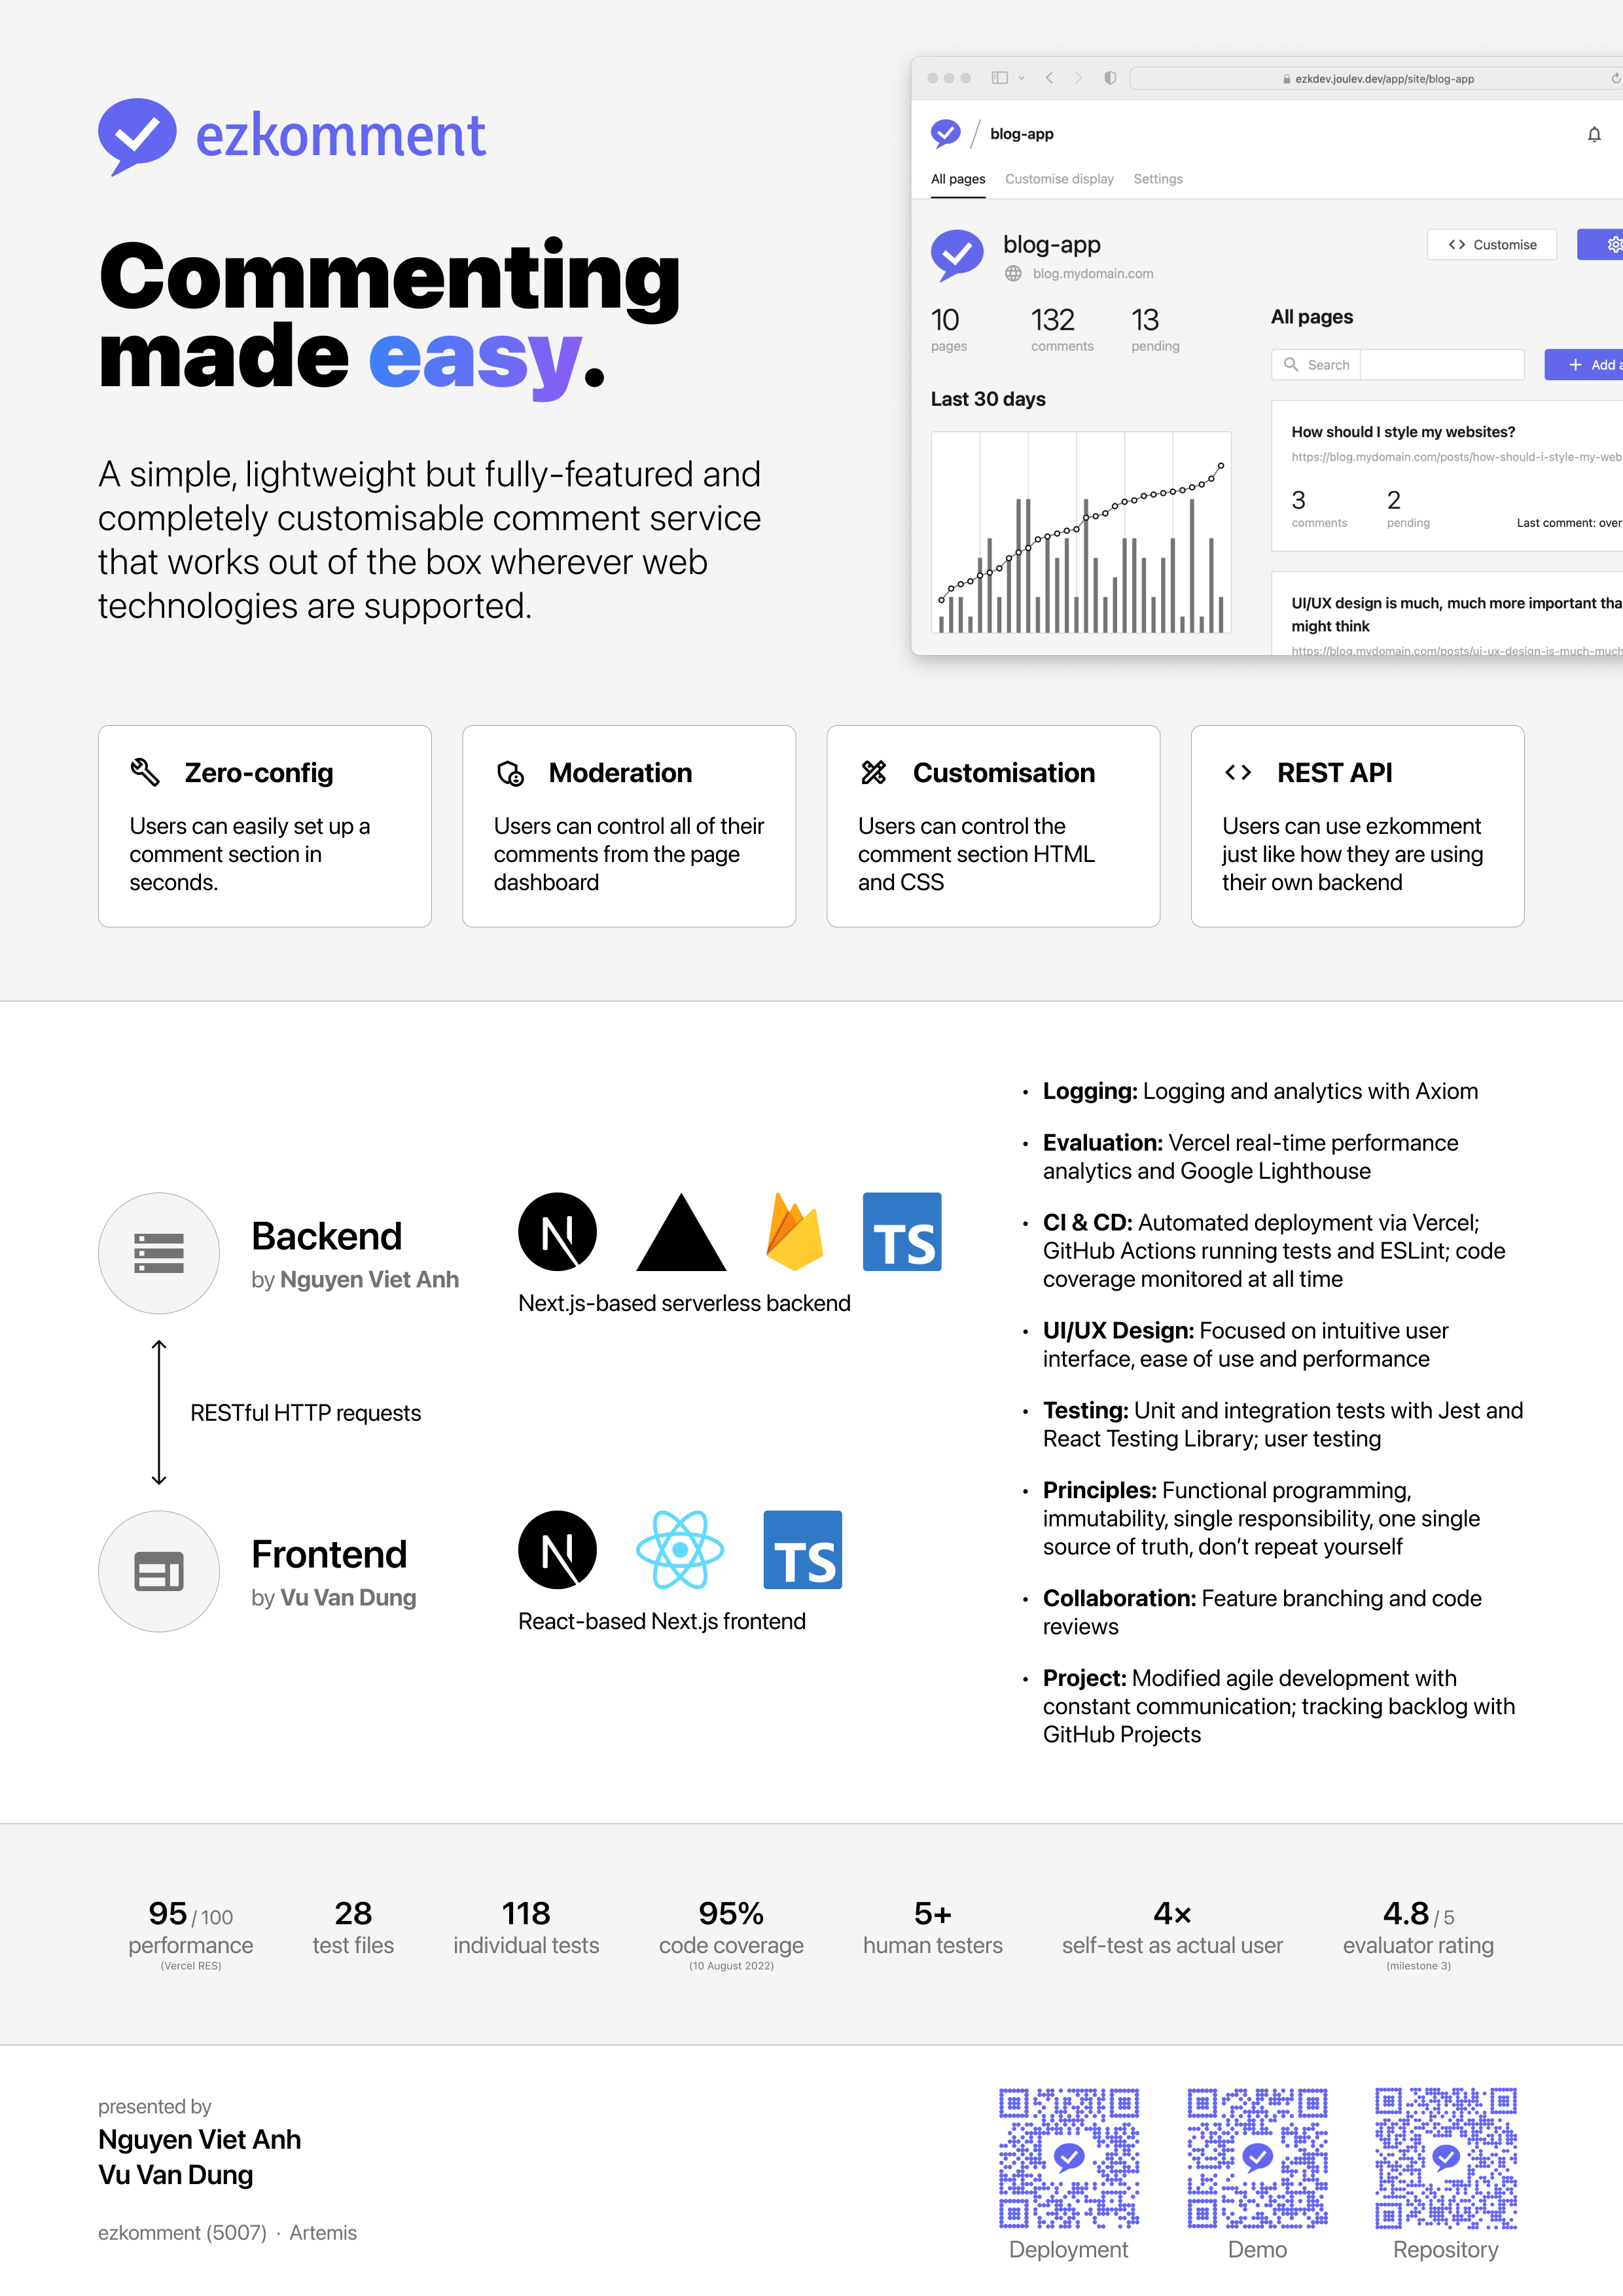 ezkomment
Commenting
made easy.
A simple, lightweight but fully-featured and
completely customisable comment service
that works out of the box wherever web
technologies are supported.
ezkdev.joulev.dev/app/site/blog-app
blog-app
All pages Customise display Settings
blog-app
blog.mydomain.com
Customise
10 132 13
pages comments pending
Last 30 days
All pages
Search
Add a
How should I style my websites?
https://blog.mydomain.com/posts/how-should-i-style-my-web
3 2
comments pending Last comment: over
UI/UX design is much, much more important tha
might think
https://blog.mydomain.com/posts/ui-ux-design-is-much-much
Zero-config
Users can easily set up a
comment section in
seconds.
Moderation
Users can control all of their
comments from the page
dashboard
Customisation
Users can control the
comment section HTML
and CSS
REST API
Users can use ezkomment
just like how they are using
their own backend
Backend
by Nguyen Viet Anh
N
TS
Next.js-based serverless backend
RESTful HTTP requests
Frontend
by Vu Van Dung
N
TS
React-based Next.js frontend
• Logging: Logging and analytics with Axiom
• Evaluation: Vercel real-time performance
analytics and Google Lighthouse
• CI & CD: Automated deployment via Vercel;
GitHub Actions running tests and ESLint; code
coverage monitored at all time
• UI/UX Design: Focused on intuitive user
interface, ease of use and performance
• Testing: Unit and integration tests with Jest and
React Testing Library; user testing
• Principles: Functional programming,
immutability, single responsibility, one single
source of truth, don’t repeat yourself
• Collaboration: Feature branching and code
reviews
• Project: Modified agile development with
constant communication; tracking backlog with
GitHub Projects
95 / 100
performance
(Vercel RES)
28
test files
118
individual tests
95%
code coverage
(10 August 2022)
5+
human testers
4×
self-test as actual user
4.8 / 5
evaluator rating
(milestone 3)
presented by
Nguyen Viet Anh
Vu Van Dung
ezkomment (5007) · Artemis
Deployment
Demo
Repository